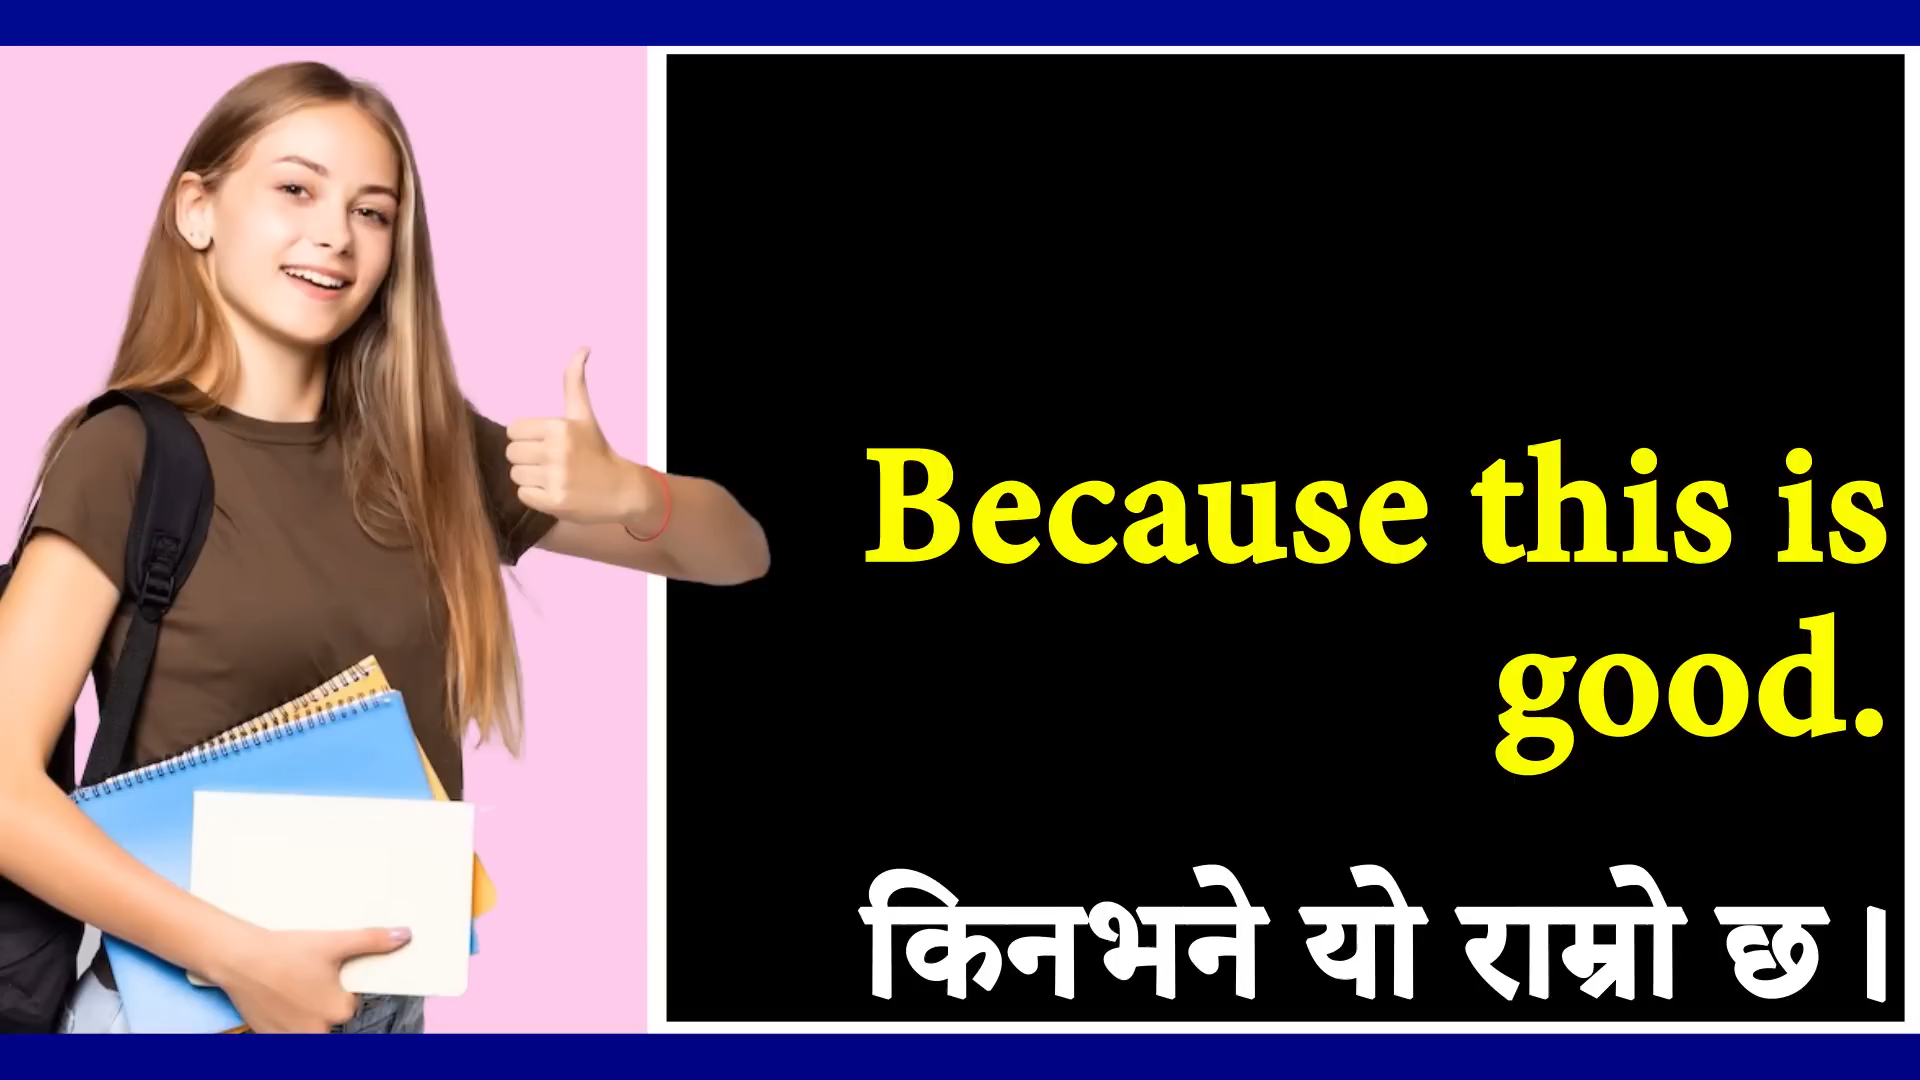 Because this is
good.
किनभने यो राम्रो छ ।